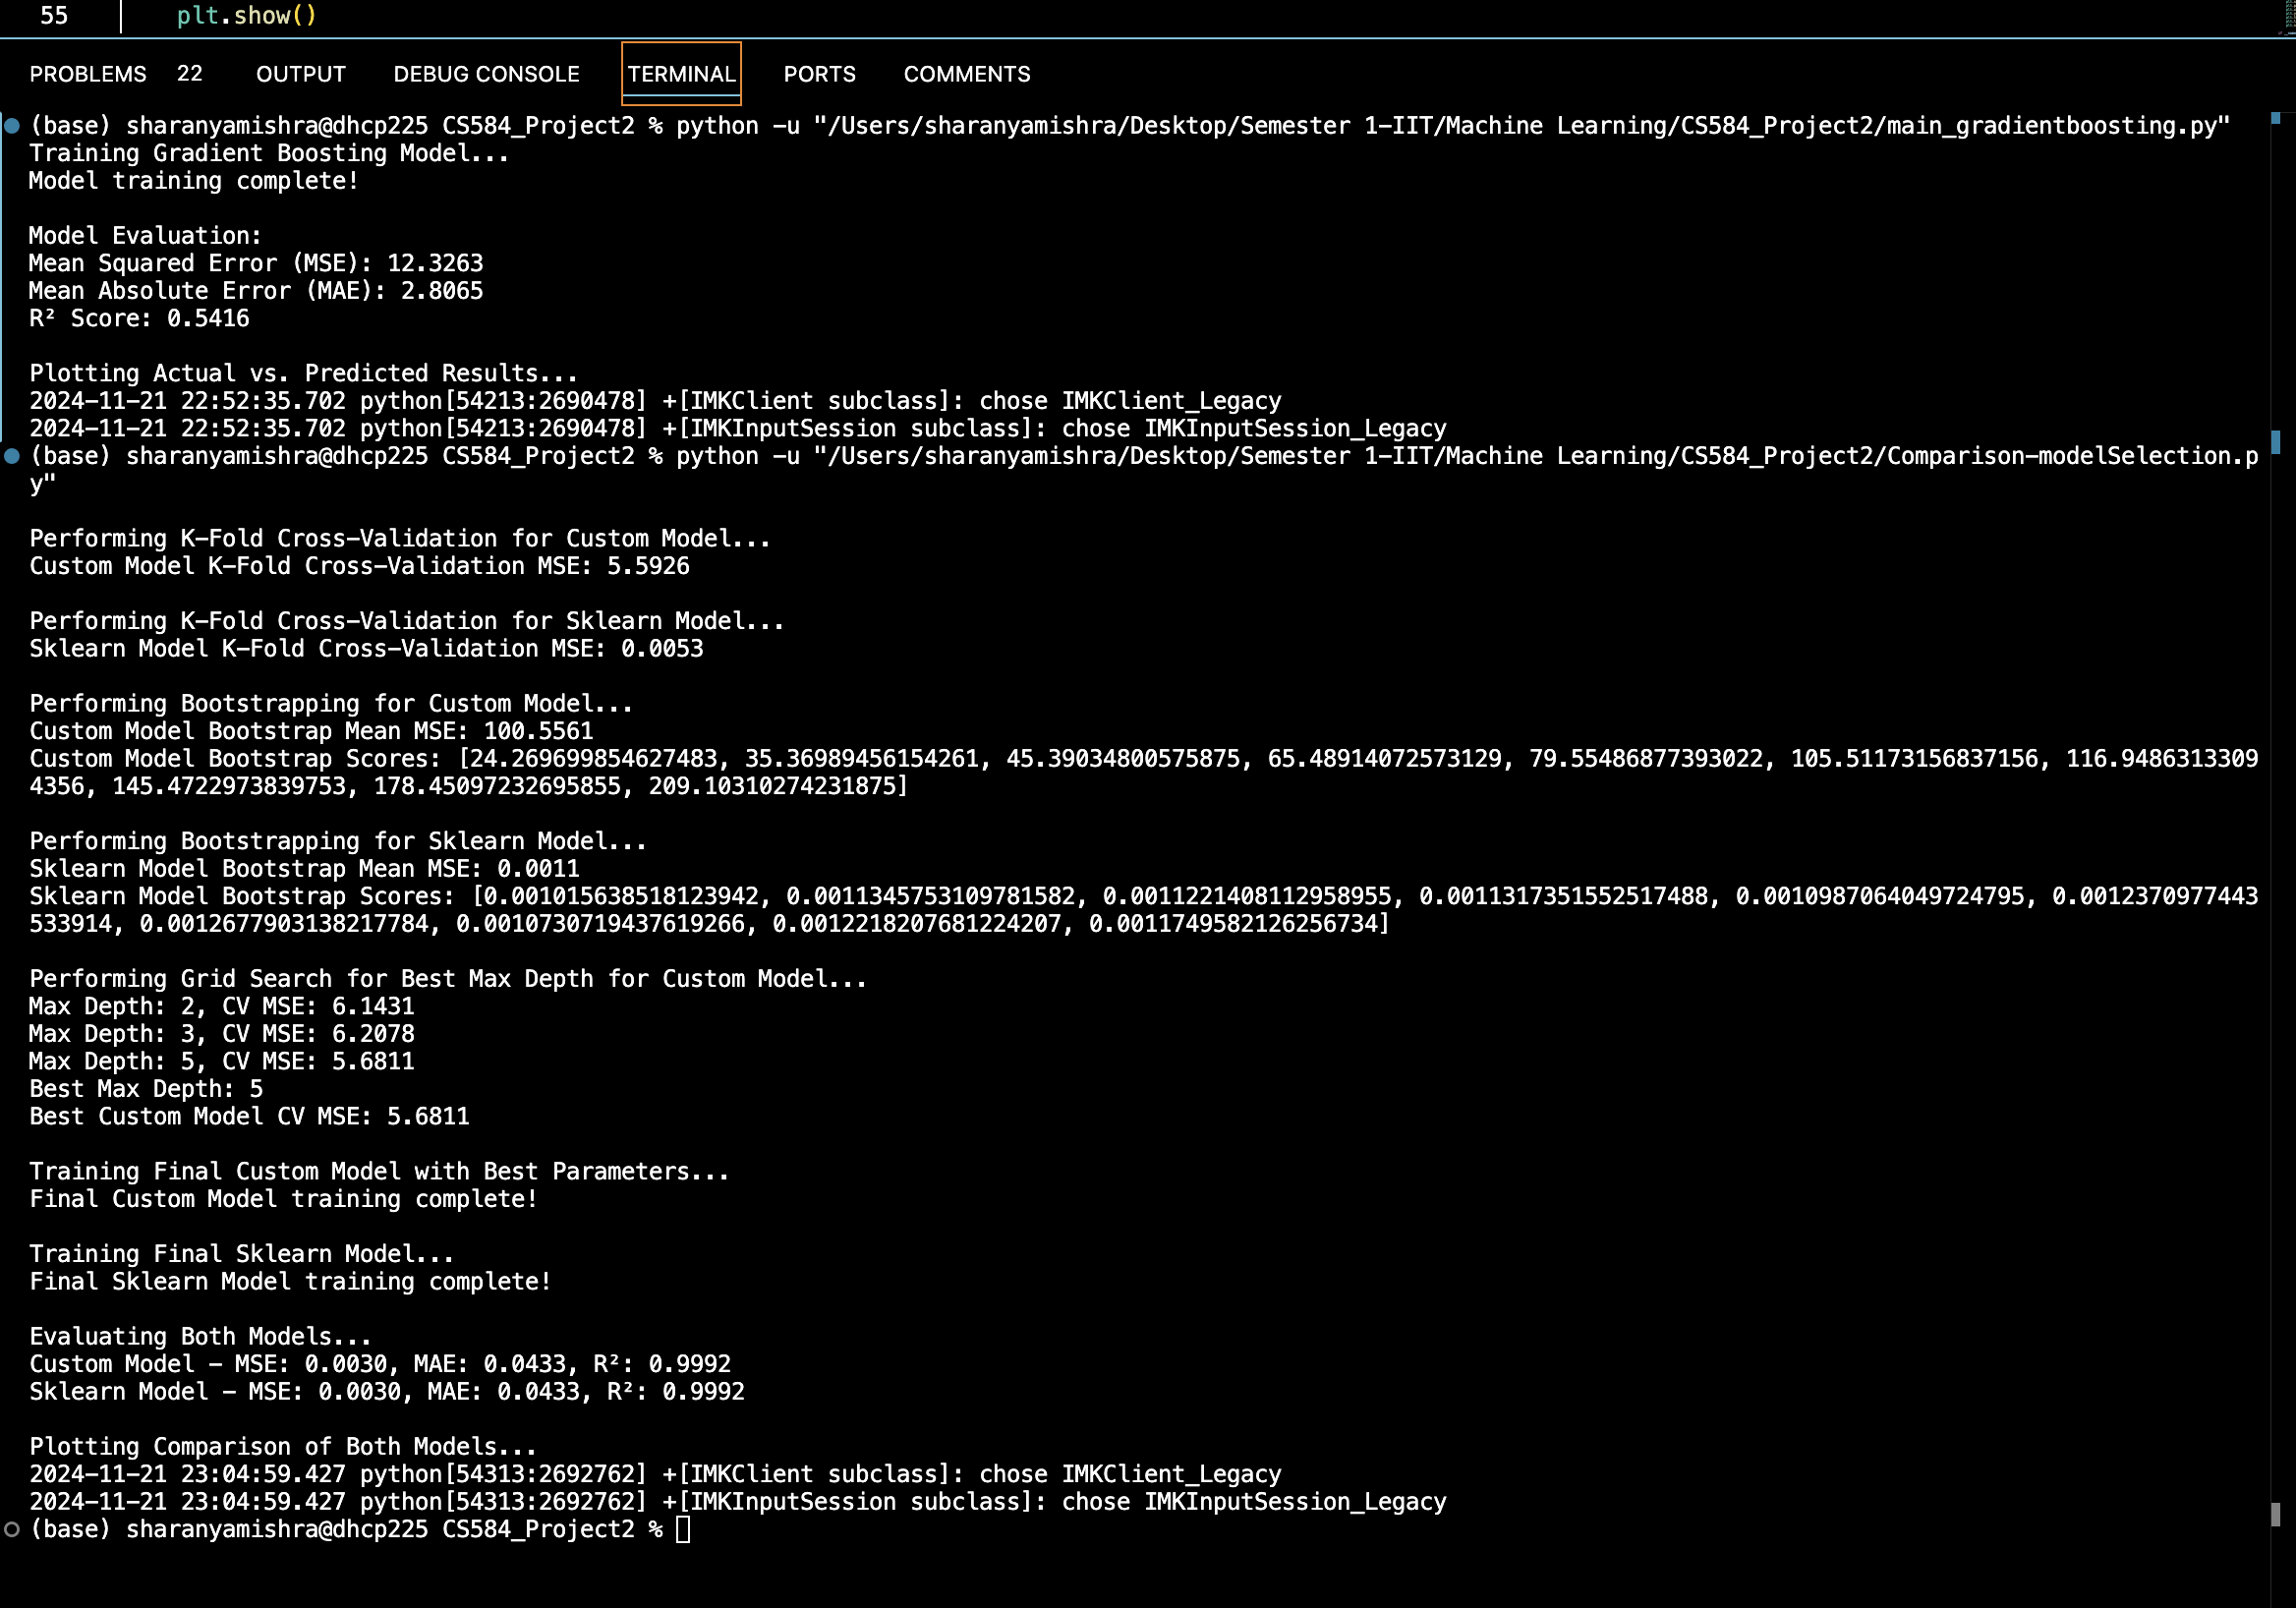 55 plt.show()
PROBLEMS 22 OUTPUT DEBUG CONSOLE TERMINAL PORTS COMMENTS
(base) sharanyamishra@dhcp225 CS584_Project2 % python -u "/Users/sharanyamishra/Desktop/Semester 1-IIT/Machine Learning/CS584_Project2/main_gradientboosting.py"
Training Gradient Boosting Model...
Model training complete!
Model Evaluation:
Mean Squared Error (MSE): 12.3263
Mean Absolute Error (MAE): 2.8065
R² Score: 0.5416
Plotting Actual vs. Predicted Results...
2024-11-21 22:52:35.702 python[54213:2690478] +[IMKClient subclass]: chose IMKClient_Legacy
2024-11-21 22:52:35.702 python[54213:2690478] +[IMKInputSession subclass]: chose IMKInputSession_Legacy
(base) sharanyamishra@dhcp225 CS584_Project2 % python -u "/Users/sharanyamishra/Desktop/Semester 1-IIT/Machine Learning/CS584_Project2/Comparison-modelSelection.p
y"
Performing K-Fold Cross-Validation for Custom Model...
Custom Model K-Fold Cross-Validation MSE: 5.5926
Performing K-Fold Cross-Validation for Sklearn Model...
Sklearn Model K-Fold Cross-Validation MSE: 0.0053
Performing Bootstrapping for Custom Model...
Custom Model Bootstrap Mean MSE: 100.5561
Custom Model Bootstrap Scores: [24.269699854627483, 35.36989456154261, 45.39034800575875, 65.48914072573129, 79.55486877393022, 105.51173156837156, 116.9486313309
4356, 145.4722973839753, 178.45097232695855, 209.10310274231875]
Performing Bootstrapping for Sklearn Model...
Sklearn Model Bootstrap Mean MSE: 0.0011
Sklearn Model Bootstrap Scores: [0.001015638518123942, 0.0011345753109781582, 0.0011221408112958955, 0.0011317351552517488, 0.0010987064049724795, 0.0012370977443
533914, 0.0012677903138217784, 0.0010730719437619266, 0.0012218207681224207, 0.0011749582126256734]
Performing Grid Search for Best Max Depth for Custom Model...
Max Depth: 2, CV MSE: 6.1431
Max Depth: 3, CV MSE: 6.2078
Max Depth: 5, CV MSE: 5.6811
Best Max Depth: 5
Best Custom Model CV MSE: 5.6811
Training Final Custom Model with Best Parameters...
Final Custom Model training complete!
Training Final Sklearn Model...
Final Sklearn Model training complete!
Evaluating Both Models...
Custom Model - MSE: 0.0030, MAE: 0.0433, R²: 0.9992
Sklearn Model - MSE: 0.0030, MAE: 0.0433, R²: 0.9992
Plotting Comparison of Both Models...
2024-11-21 23:04:59.427 python[54313:2692762] +[IMKClient subclass]: chose IMKClient_Legacy
2024-11-21 23:04:59.427 python[54313:2692762] +[IMKInputSession subclass]: chose IMKInputSession_Legacy
(base) sharanyamishra@dhcp225 CS584_Project2 %